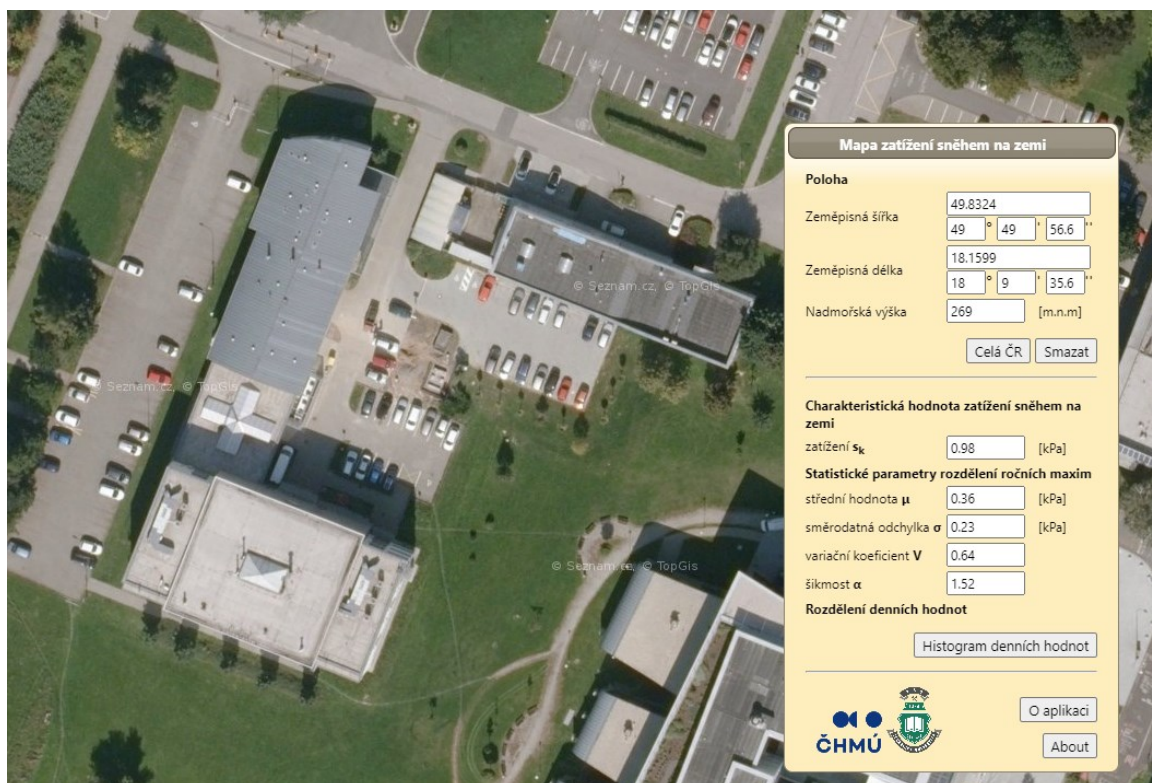 © Seznam.cz, © TopGis
© Seznam.cz, © TopGis
© Seznam.cz, © TopGis
Mapa zatížení sněhem na zemi
Poloha
Zeměpisná šířka
49.8324
49 ° 49 ' 56.6 ''
Zeměpisná délka
18.1599
18 ° 9 ' 35.6 ''
Nadmořská výška 269 [m.n.m]
Celá ČR Smazat
Charakteristická hodnota zatížení sněhem na
zemi
zatížení sk 0.98 [kPa]
Statistické parametry rozdělení ročních maxim
střední hodnota μ 0.36 [kPa]
směrodatná odchylka σ 0.23 [kPa]
variační koeficient V 0.64
šikmost α 1.52
Rozdělení denních hodnot
Histogram denních hodnot
ČHMÚ
O aplikaci
About